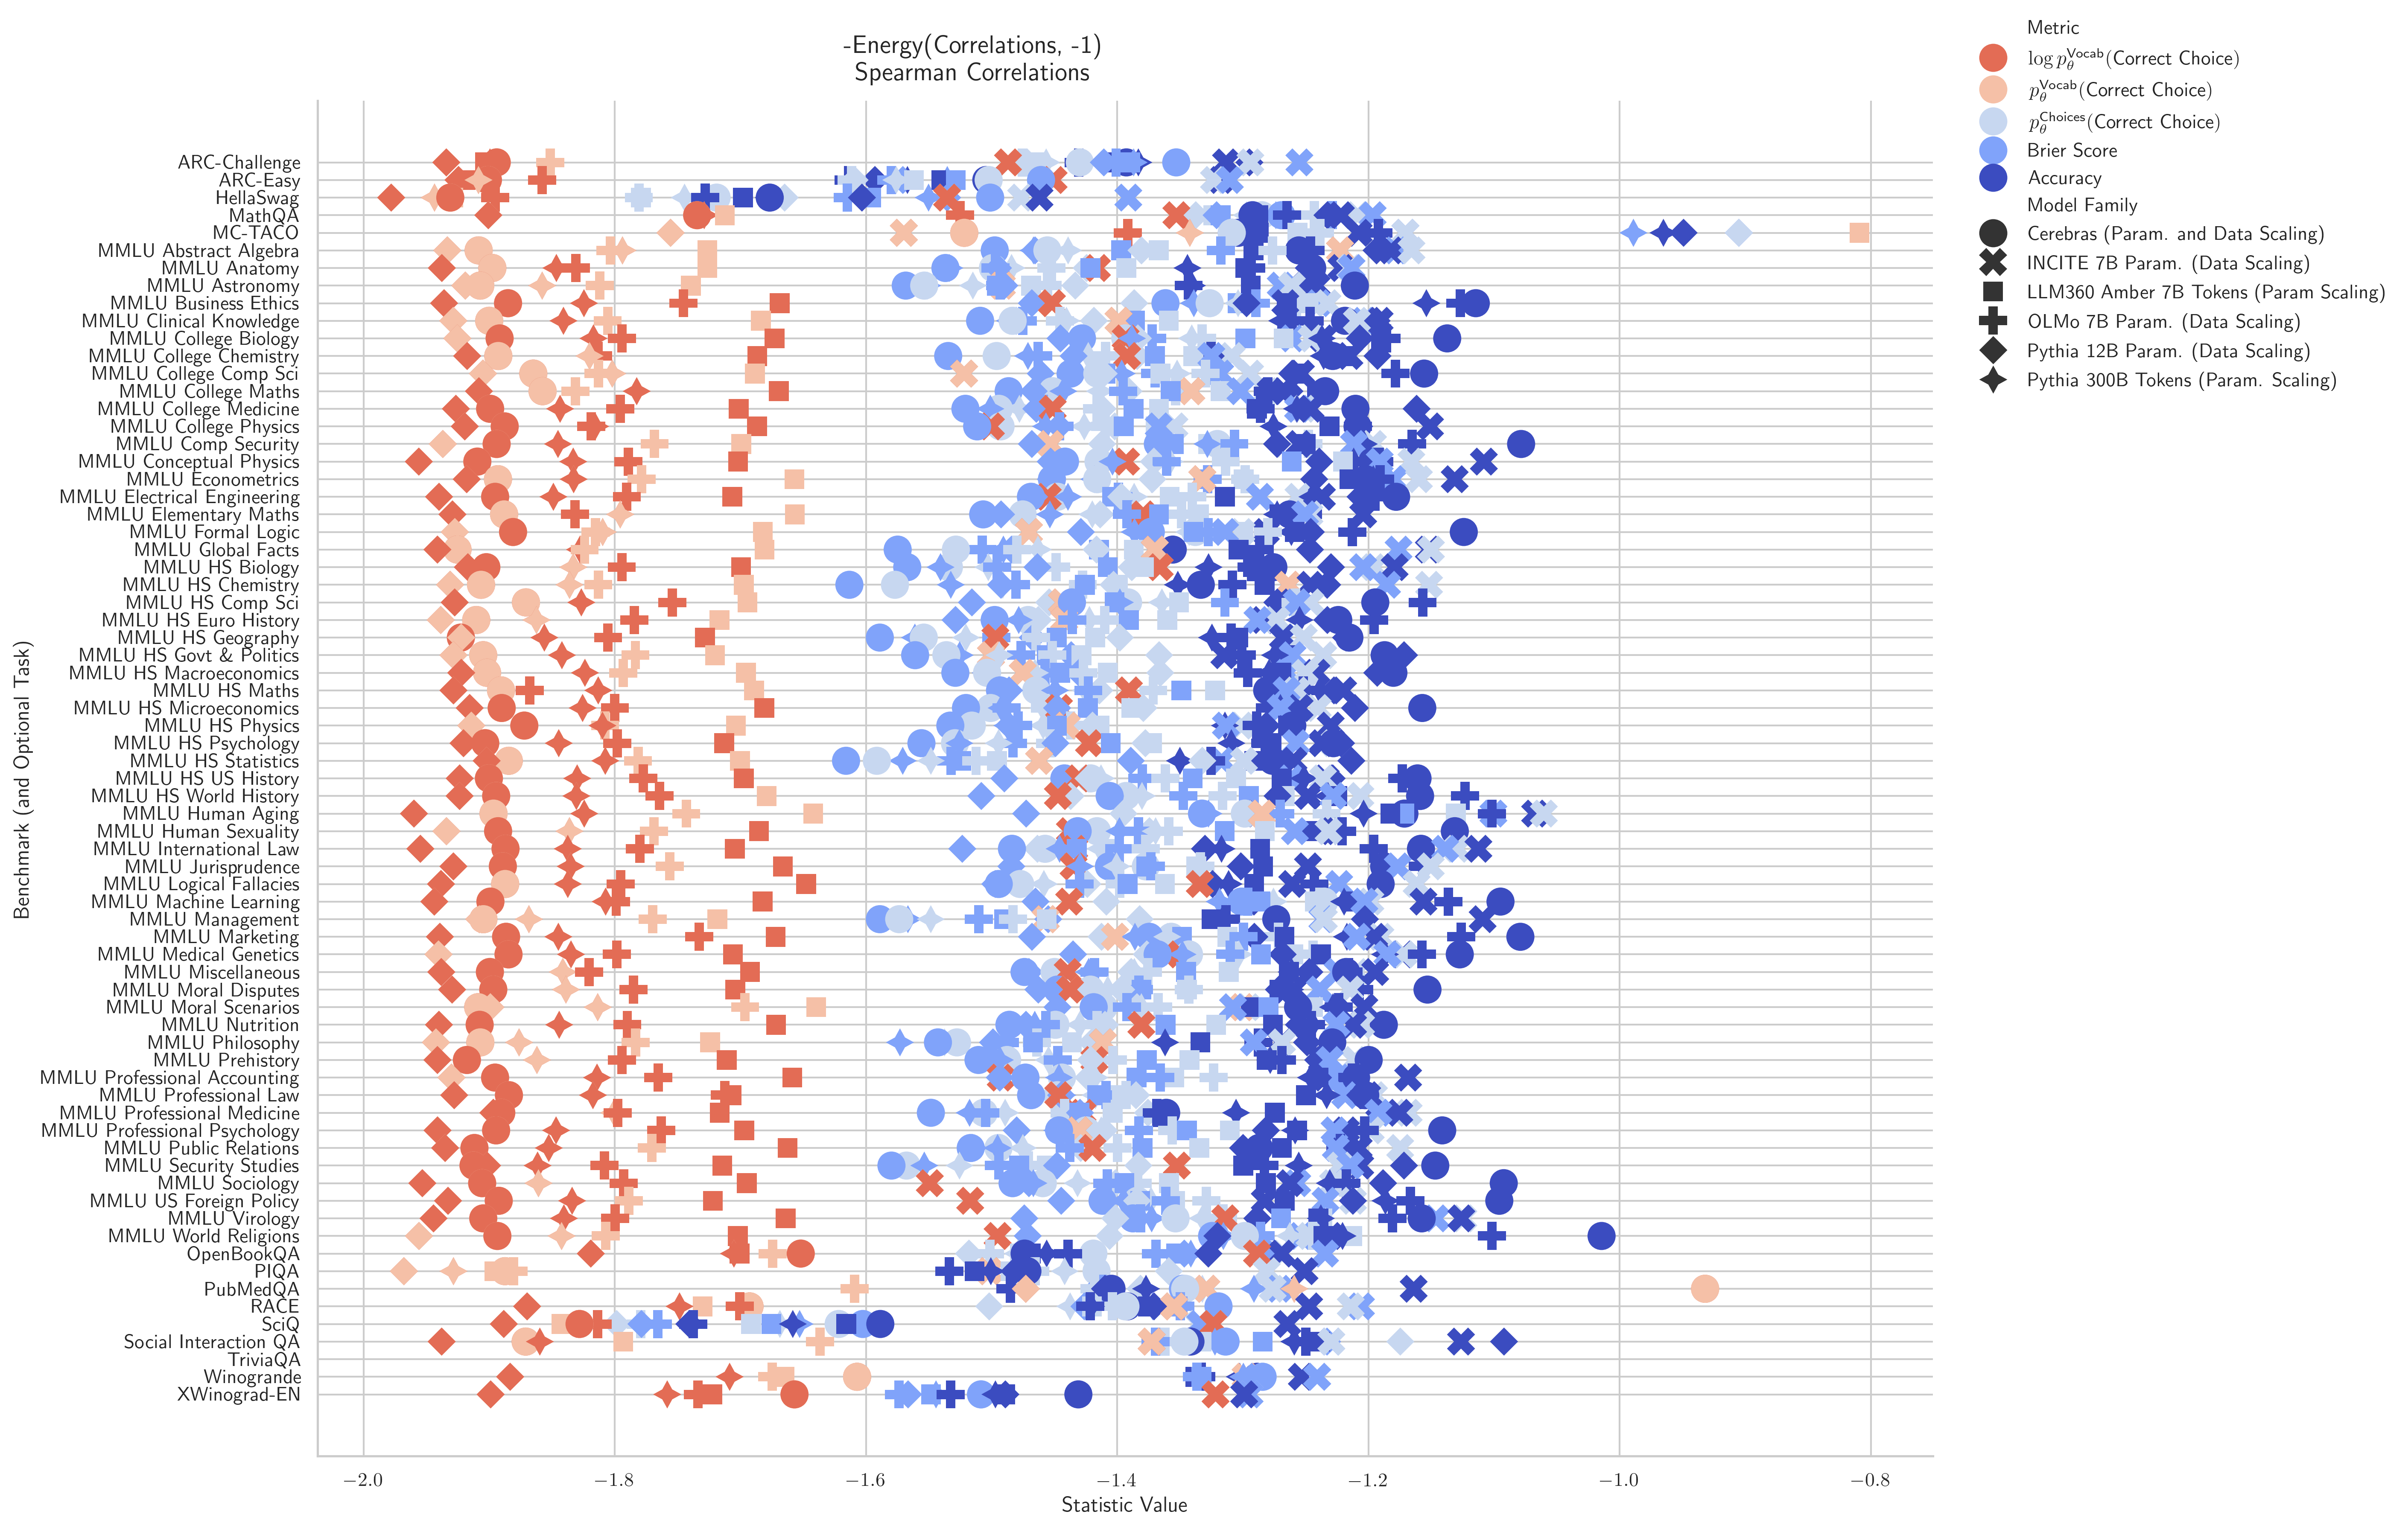 -Energy(Correlations, -1)
Spearman Correlations
Metric
log p_θ^Vocab(Correct Choice)
p_θ^Vocab(Correct Choice)
p_θ^Choices(Correct Choice)
Brier Score
Accuracy
Model Family
Cerebras (Param. and Data Scaling)
INCITE 7B Param. (Data Scaling)
LLM360 Amber 7B Tokens (Param Scaling)
OLMo 7B Param. (Data Scaling)
Pythia 12B Param. (Data Scaling)
Pythia 300B Tokens (Param. Scaling)
Benchmark (and Optional Task)
ARC-Challenge
ARC-Easy
HellaSwag
MathQA
MC-TACO
MMLU Abstract Algebra
MMLU Anatomy
MMLU Astronomy
MMLU Business Ethics
MMLU Clinical Knowledge
MMLU College Biology
MMLU College Chemistry
MMLU College Comp Sci
MMLU College Maths
MMLU College Medicine
MMLU College Physics
MMLU Comp Security
MMLU Conceptual Physics
MMLU Econometrics
MMLU Electrical Engineering
MMLU Elementary Maths
MMLU Formal Logic
MMLU Global Facts
MMLU HS Biology
MMLU HS Chemistry
MMLU HS Comp Sci
MMLU HS Euro History
MMLU HS Geography
MMLU HS Govt & Politics
MMLU HS Macroeconomics
MMLU HS Maths
MMLU HS Microeconomics
MMLU HS Physics
MMLU HS Psychology
MMLU HS Statistics
MMLU HS US History
MMLU HS World History
MMLU Human Aging
MMLU Human Sexuality
MMLU International Law
MMLU Jurisprudence
MMLU Logical Fallacies
MMLU Machine Learning
MMLU Management
MMLU Marketing
MMLU Medical Genetics
MMLU Miscellaneous
MMLU Moral Disputes
MMLU Moral Scenarios
MMLU Nutrition
MMLU Philosophy
MMLU Prehistory
MMLU Professional Accounting
MMLU Professional Law
MMLU Professional Medicine
MMLU Professional Psychology
MMLU Public Relations
MMLU Security Studies
MMLU Sociology
MMLU US Foreign Policy
MMLU Virology
MMLU World Religions
OpenBookQA
PIQA
PubMedQA
RACE
SciQ
Social Interaction QA
TriviaQA
Winogrande
XWinograd-EN
−2.0 −1.8 −1.6 −1.4 −1.2 −1.0 −0.8
Statistic Value